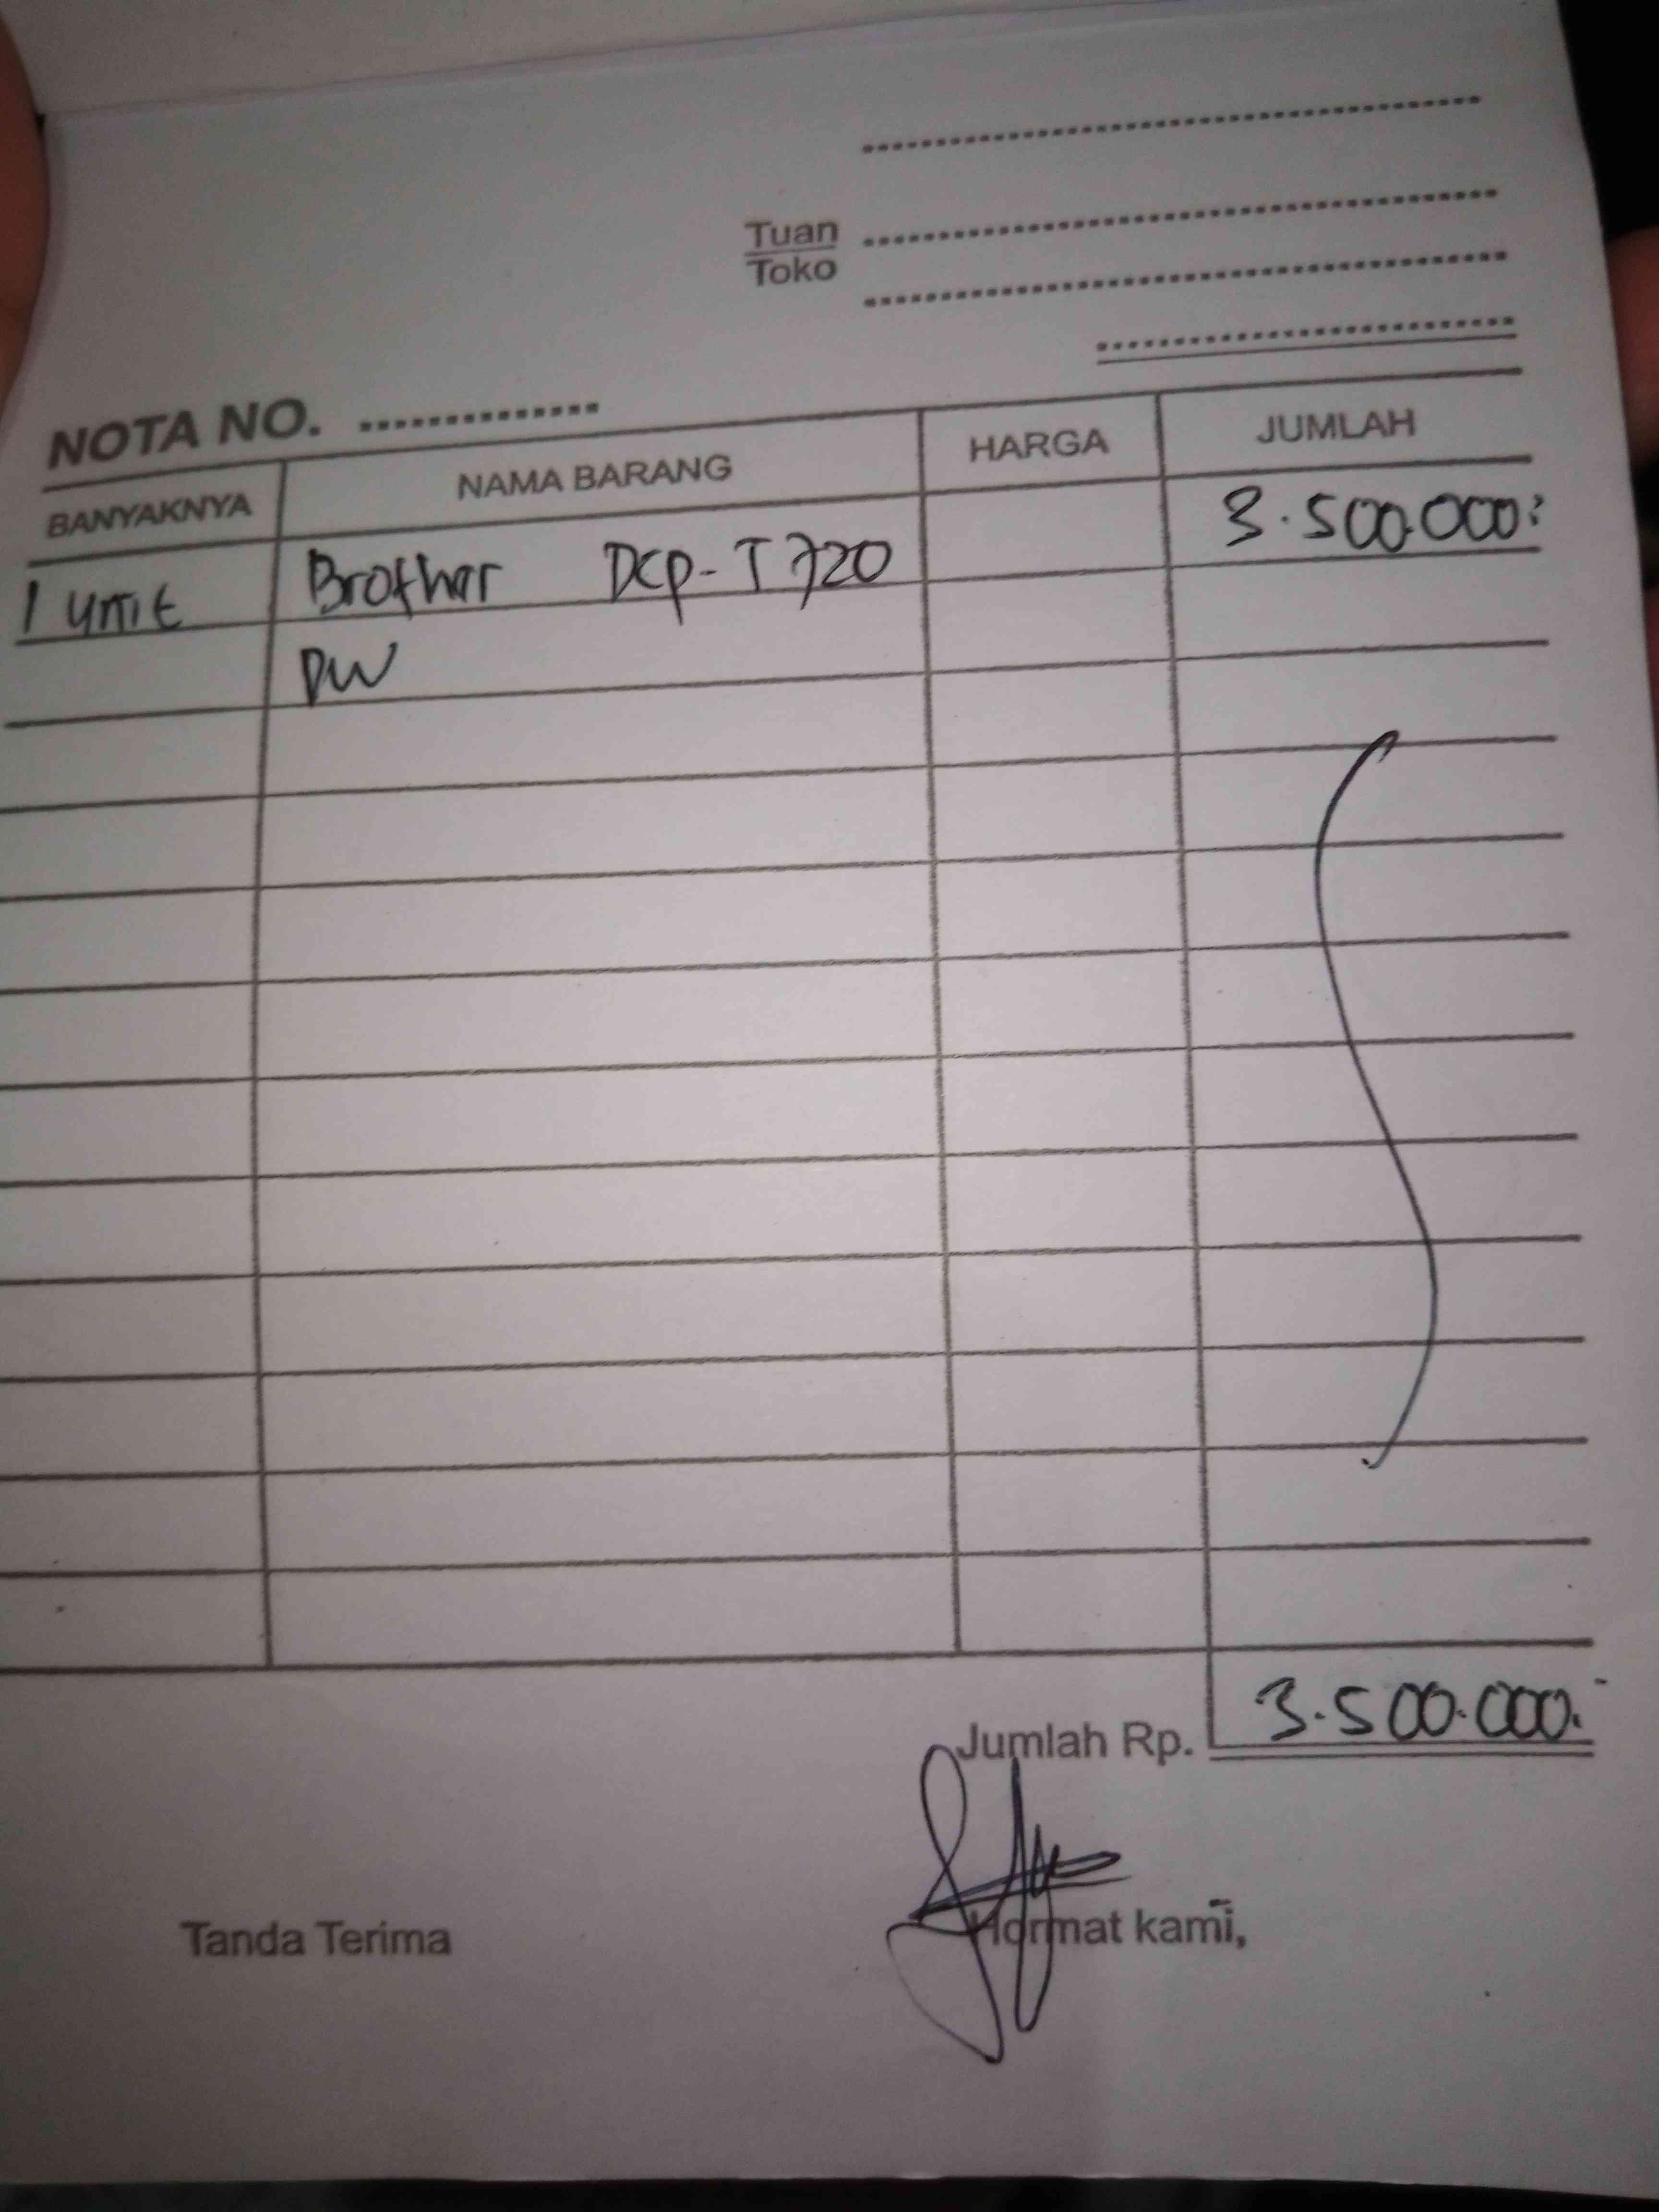 Tuan
Toko
NOTA NO.
BANYAKNYA NAMA BARANG HARGA JUMLAH
1 unit Brother DCP-T720 3.500.000:
DW
Jumlah Rp. 3.500.000.-
Tanda Terima Hormat kami,